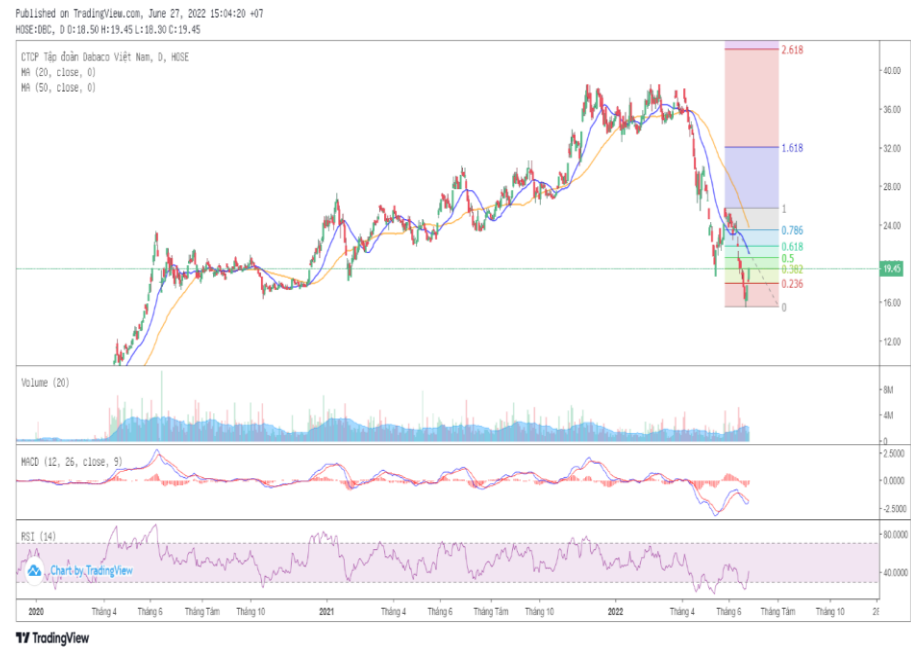 Published on TradingView.com, June 27, 2022 15:04:20 +07
HOSE:DBC, D O:18.50 H:19.45 L:18.30 C:19.45
CTCP Tập đoàn Dabaco Việt Nam, D, HOSE
MA (20, close, 0)
MA (50, close, 0)
2.618
1.618
1
0.786
0.618
0.5
0.382
0.236
0
40.00
36.00
32.00
28.00
24.00
19.45
16.00
12.00
Volume (20)
8M
4M
0
MACD (12, 26, close, 9)
2.5000
0.0000
-2.5000
RSI (14)
80.0000
40.0000
Chart by TradingView
2020 Tháng 4 Tháng 6 Tháng Tám Tháng 10 2021 Tháng 4 Tháng 6 Tháng Tám Tháng 10 2022 Tháng 4 Tháng 6 Tháng Tám Tháng 10
TradingView